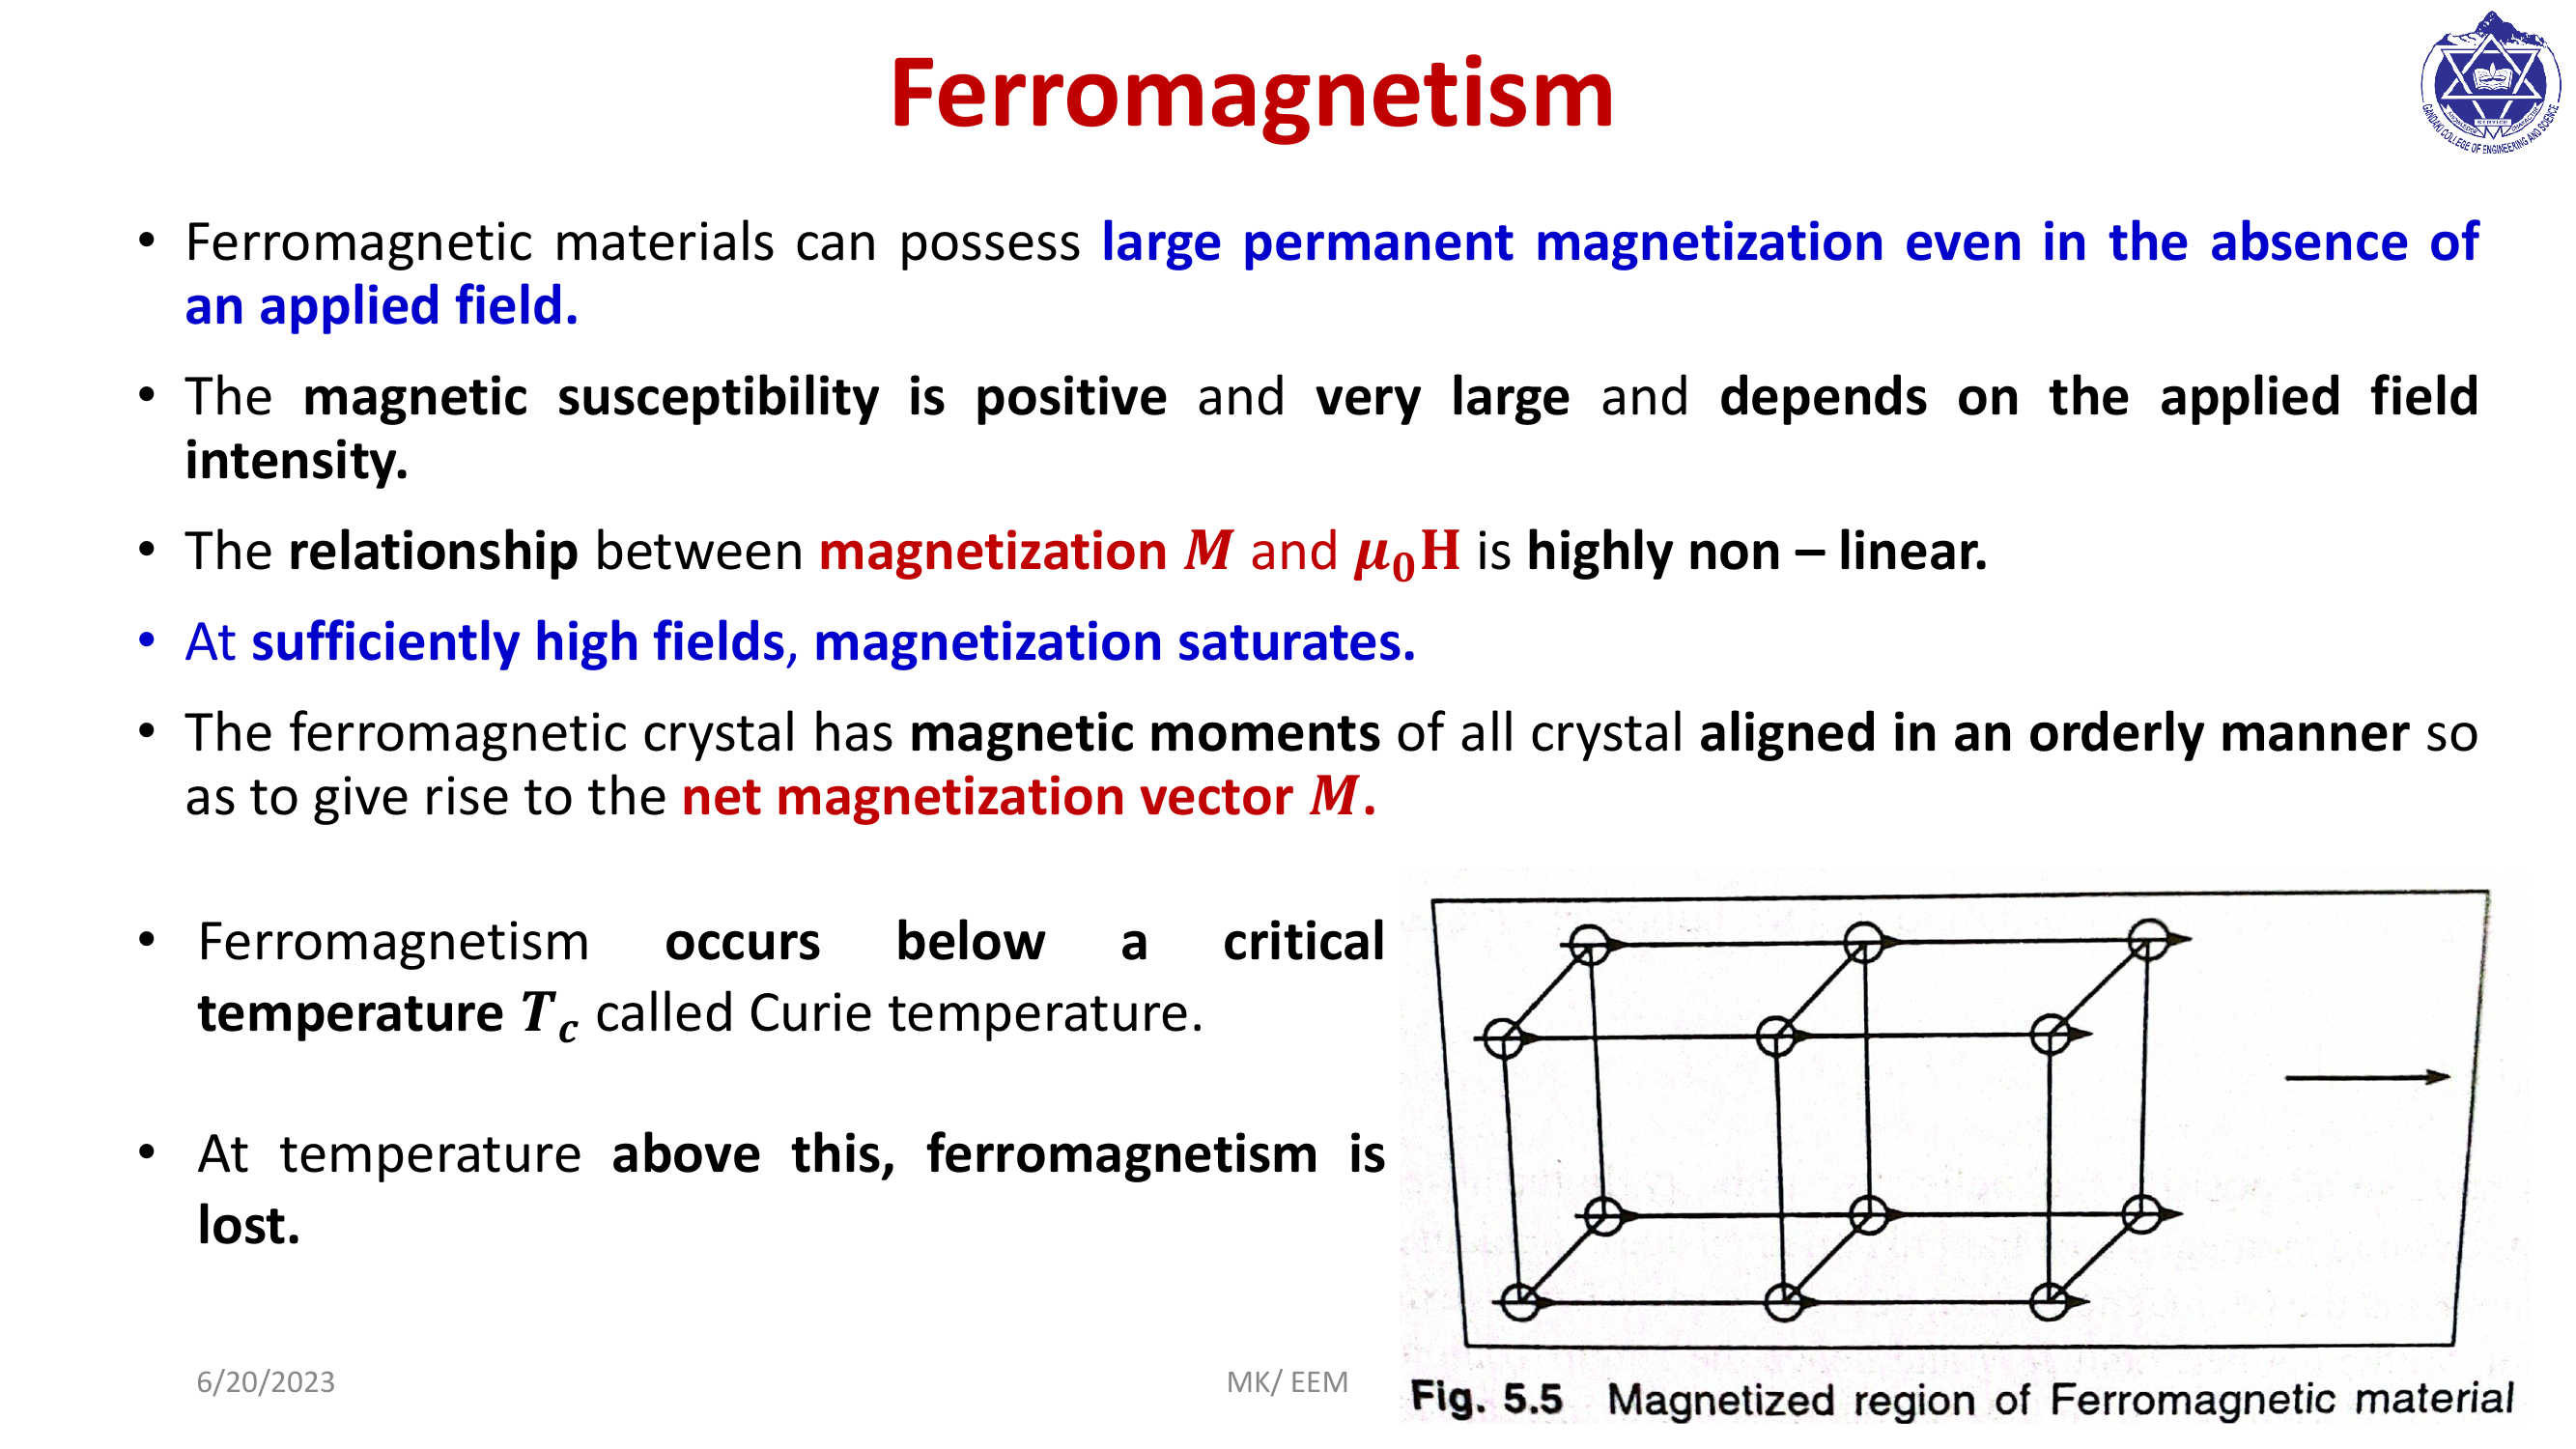 Ferromagnetism
GANDAKI COLLEGE OF ENGINEERING AND SCIENCE
• Ferromagnetic materials can possess large permanent magnetization even in the absence of
an applied field.
• The magnetic susceptibility is positive and very large and depends on the applied field
intensity.
• The relationship between magnetization M and μ₀H is highly non – linear.
• At sufficiently high fields, magnetization saturates.
• The ferromagnetic crystal has magnetic moments of all crystal aligned in an orderly manner so
as to give rise to the net magnetization vector M.
• Ferromagnetism occurs below a critical
temperature T_c called Curie temperature.
• At temperature above this, ferromagnetism is
lost.
Fig. 5.5 Magnetized region of Ferromagnetic material
6/20/2023
MK/ EEM